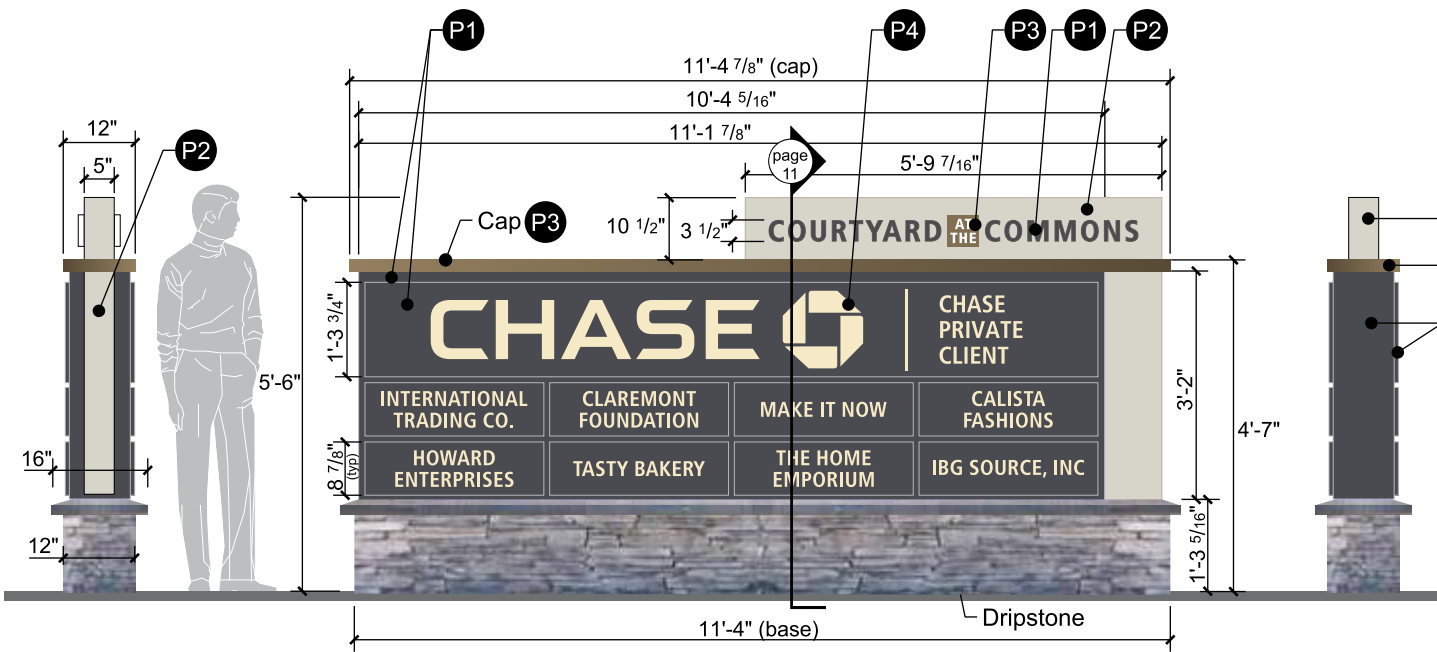 P1
P4
P3
P1
P2
11'-4 7/8" (cap)
10'-4 5/16"
11'-1 7/8"
5'-9 7/16"
page
11
12"
5"
P2
Cap P3
10 1/2"
3 1/2"
COURTYARD AT THE COMMONS
1'-3 3/4"
CHASE
CHASE
PRIVATE
CLIENT
5'-6"
INTERNATIONAL
TRADING CO.
CLAREMONT
FOUNDATION
MAKE IT NOW
CALISTA
FASHIONS
3'-2"
4'-7"
16"
8 7/8"
(typ)
HOWARD
ENTERPRISES
TASTY BAKERY
THE HOME
EMPORIUM
IBG SOURCE, INC
12"
1'-3 5/16"
Dripstone
11'-4" (base)